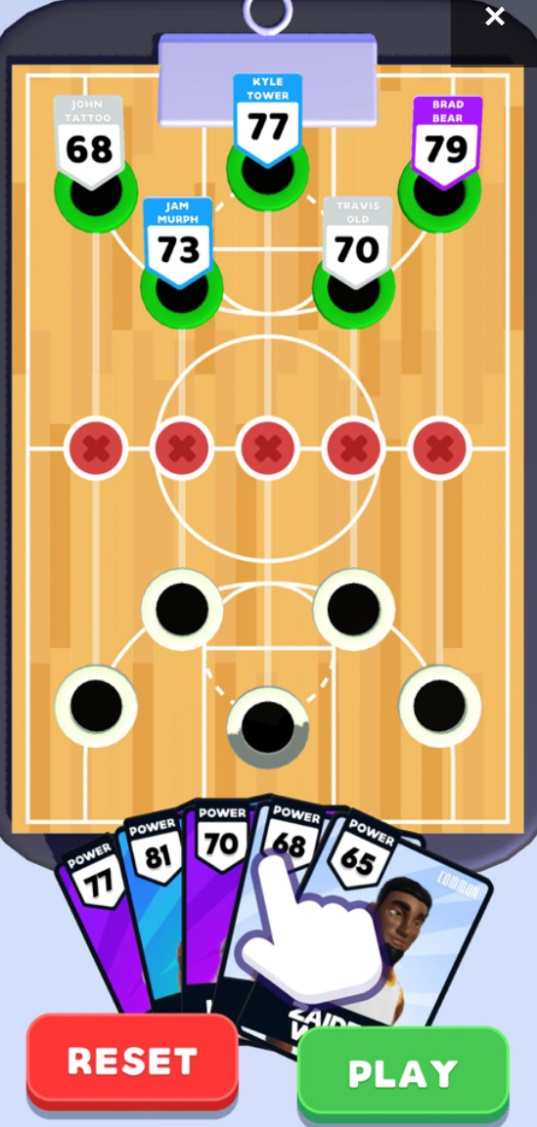 ×
KYLE
TOWER
77
JOHN
TATTOO
68
BRAD
BEAR
79
JAM
MURPH
73
TRAVIS
OLD
70
POWER
77
POWER
81
POWER
70
POWER
68
POWER
65
COMMON
RESET
PLAY